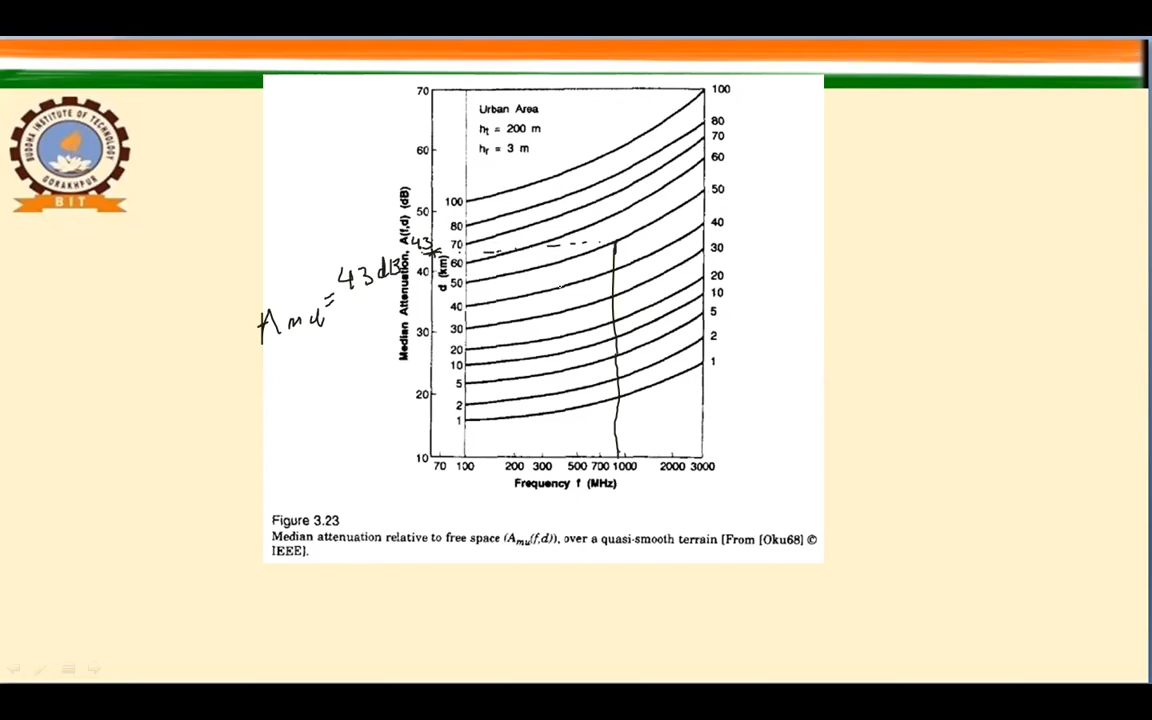 BUDDHA INSTITUTE OF TECHNOLOGY
GORAKHPUR
BIT
Urban Area
ht = 200 m
hr = 3 m
Median Attenuation, A(f,d) (dB)
70
60
50
40
30
20
10
d (km)
100
80
70
60
50
40
30
20
10
5
2
1
100
80
70
60
50
40
30
20
10
5
2
1
43
Amu = 43 dB
70 100 200 300 500 700 1000 2000 3000
Frequency f (MHz)
Figure 3.23
Median attenuation relative to free space (Amu(f,d)), over a quasi-smooth terrain [From [Oku68] ©
IEEE].